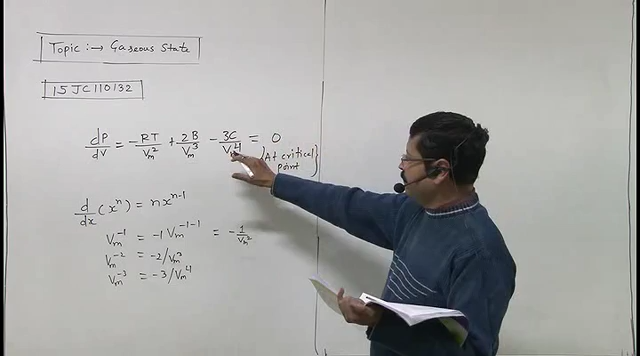 Topic :→ Gaseous State
15JC110132
dP/dV = -RT/Vm² + 2B/Vm³ - 3C/Vm⁴ = 0
(At critical point)
d/dx (xⁿ) = nxⁿ⁻¹
Vm⁻¹ = -1 Vm⁻¹⁻¹ = -1/Vm²
Vm⁻² = -2/Vm³
Vm⁻³ = -3/Vm⁴